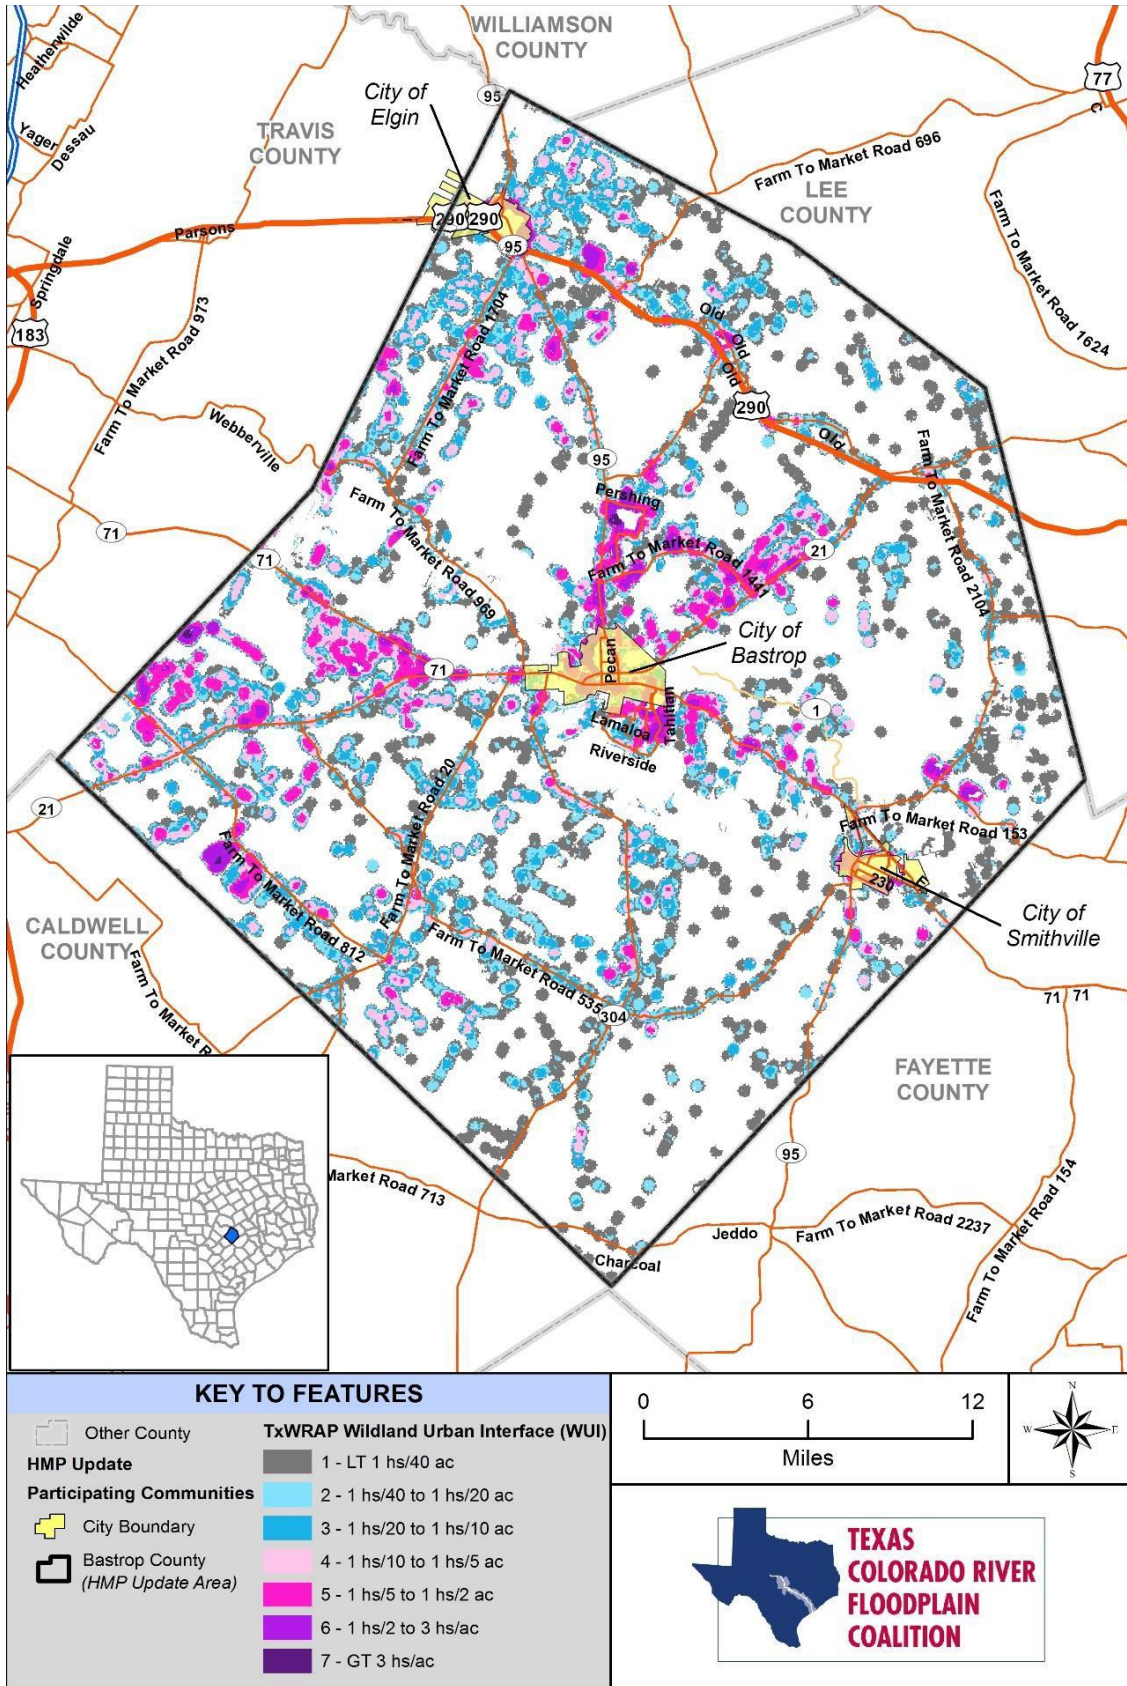 WILLIAMSON
COUNTY
Heatherwilde
77
City of
Elgin
95
C
Yager
Dessau
TRAVIS
COUNTY
Farm To Market Road 696
LEE
COUNTY
290
290
Parsons
95
Springdale
Farm To Market Road 973
Farm To Market Road 1704
Farm To Market Road 1624
183
Old
Old
Old
290
Webberville
Old
95
Farm To Market Road 969
Pershing
71
71
Farm To Market Road 1441
21
Farm To Market Road 2104
City of
Bastrop
Pecan
71
Lamaloa
Tahitian
Riverside
1
21
Farm To Market Road 20
Farm To Market Road 153
Farm To Market Road 812
230
E
CALDWELL
COUNTY
City of
Smithville
Farm To Market R
Farm To Market Road 535
304
71
71
FAYETTE
COUNTY
95
Market Road 713
Farm To Market Road 154
Jeddo
Farm To Market Road 2237
Charcoal
KEY TO FEATURES
Other County
HMP Update
Participating Communities
City Boundary
Bastrop County
(HMP Update Area)
TxWRAP Wildland Urban Interface (WUI)
1 - LT 1 hs/40 ac
2 - 1 hs/40 to 1 hs/20 ac
3 - 1 hs/20 to 1 hs/10 ac
4 - 1 hs/10 to 1 hs/5 ac
5 - 1 hs/5 to 1 hs/2 ac
6 - 1 hs/2 to 3 hs/ac
7 - GT 3 hs/ac
0 6 12
Miles
N
W E
S
TEXAS
COLORADO RIVER
FLOODPLAIN
COALITION